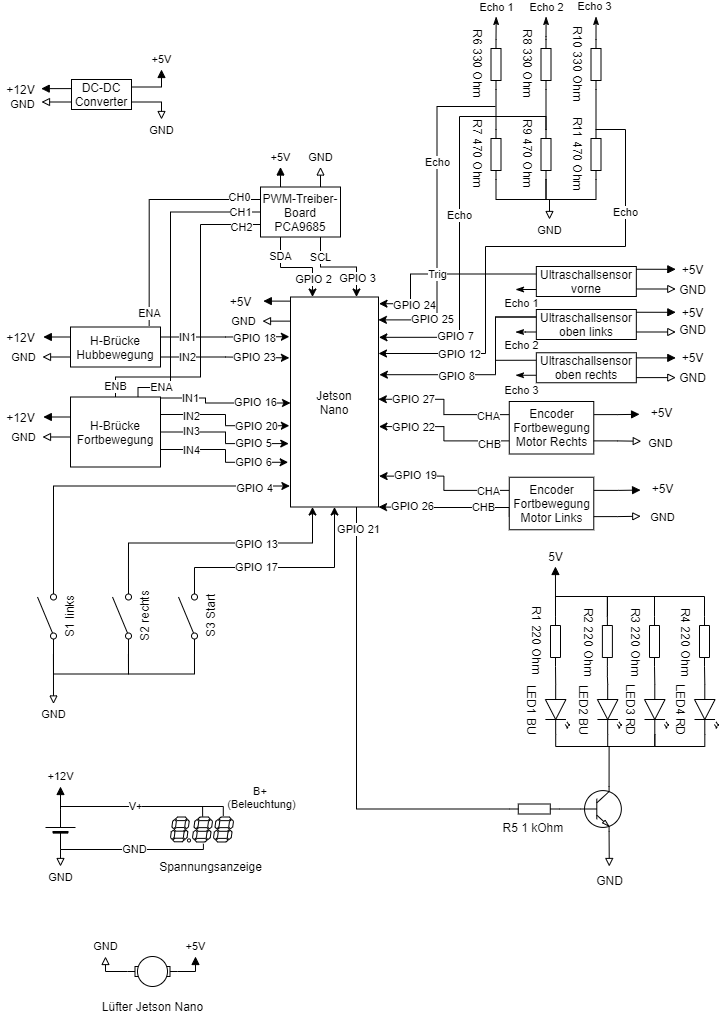 Echo 1
Echo 2
Echo 3
R6 330 Ohm
R8 330 Ohm
R10 330 Ohm
+5V
+12V
DC-DC
Converter
GND
GND
R7 470 Ohm
R9 470 Ohm
R11 470 Ohm
Echo
Echo
Echo
GND
+5V
GND
CH0
CH1
CH2
PWM-Treiber-
Board
PCA9685
SDA
SCL
GPIO 2
GPIO 3
Trig
Ultraschallsensor
vorne
+5V
GND
Echo 1
Ultraschallsensor
oben links
+5V
GND
Echo 2
Ultraschallsensor
oben rechts
+5V
GND
Echo 3
+5V
GND
GPIO 24
GPIO 25
GPIO 7
GPIO 12
GPIO 8
ENA
+12V
GND
H-Brücke
Hubbewegung
IN1
GPIO 18
IN2
GPIO 23
Jetson
Nano
ENB
ENA
+12V
GND
H-Brücke
Fortbewegung
IN1
GPIO 16
IN2
GPIO 20
IN3
GPIO 5
IN4
GPIO 6
GPIO 27
CHA
GPIO 22
CHB
Encoder
Fortbewegung
Motor Rechts
+5V
GND
GPIO 19
CHA
GPIO 26
CHB
Encoder
Fortbewegung
Motor Links
+5V
GND
GPIO 4
GPIO 21
GPIO 13
GPIO 17
S1 links
S2 rechts
S3 Start
GND
5V
R1 220 Ohm
R2 220 Ohm
R3 220 Ohm
R4 220 Ohm
LED1 BU
LED2 BU
LED3 RD
LED4 RD
R5 1 kOhm
GND
+12V
V+
B+
(Beleuchtung)
8.88
GND
GND
Spannungsanzeige
GND
+5V
Lüfter Jetson Nano